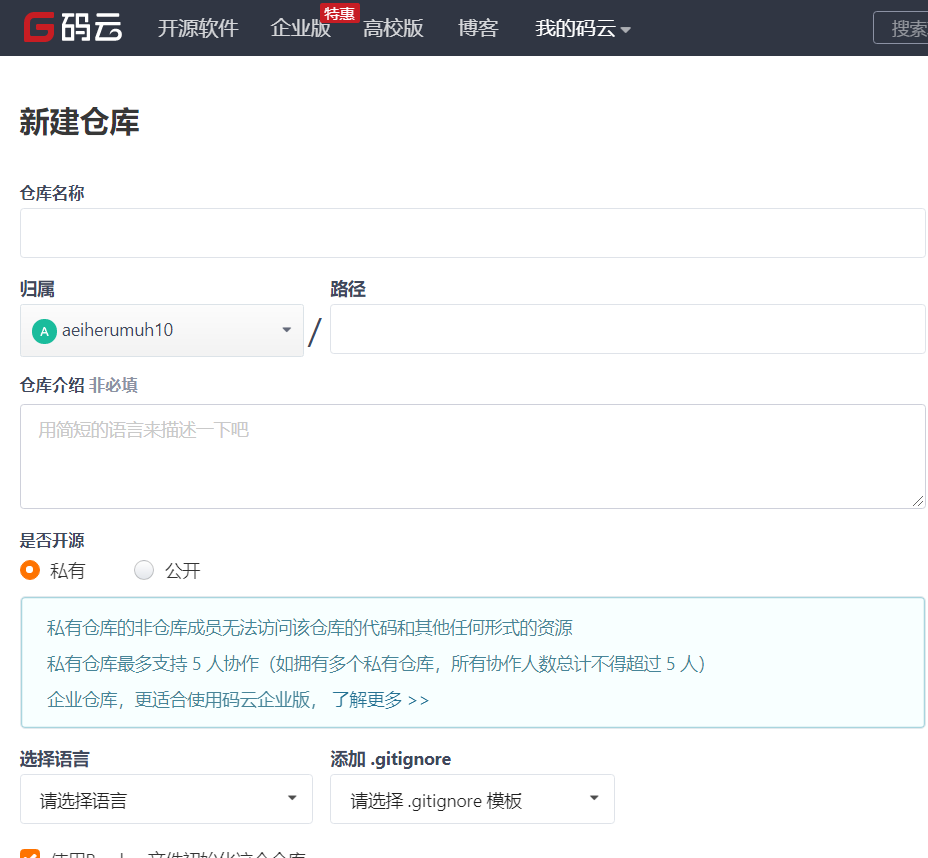 G 码云 开源软件 企业版 特惠 高校版 博客 我的码云 搜索
新建仓库
仓库名称
归属 路径
A aeiherumuh10 /
仓库介绍 非必填
用简短的语言来描述一下吧
是否开源
私有 公开
私有仓库的非仓库成员无法访问该仓库的代码和其他任何形式的资源
私有仓库最多支持 5 人协作（如拥有多个私有仓库，所有协作人数总计不得超过 5 人）
企业仓库，更适合使用码云企业版， 了解更多 >>
选择语言 添加 .gitignore
请选择语言 请选择 .gitignore 模板